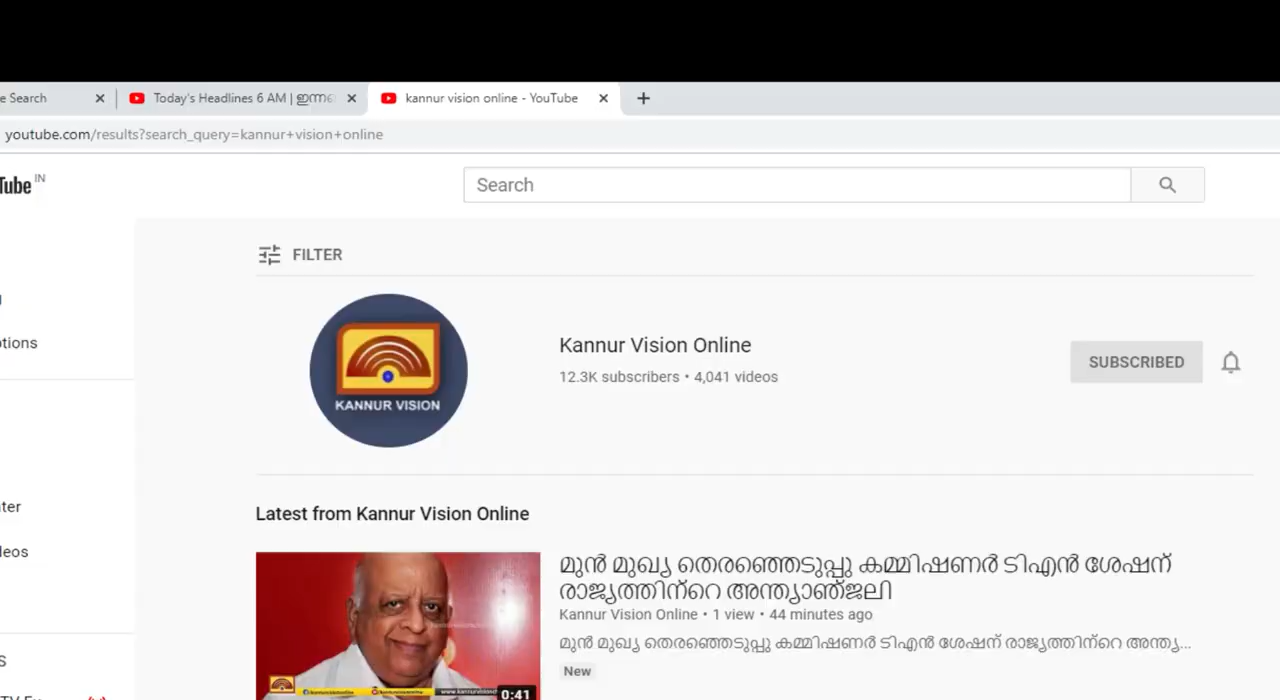 e Search
Today's Headlines 6 AM | ഇന്നെ
kannur vision online - YouTube
youtube.com/results?search_query=kannur+vision+online
Tube IN
Search
FILTER
KANNUR VISION
Kannur Vision Online
12.3K subscribers • 4,041 videos
SUBSCRIBED
tions
ter
leos
Latest from Kannur Vision Online
മുൻ മുഖ്യ തെരഞ്ഞെടുപ്പു കമ്മിഷണർ ടിഎൻ ശേഷന്
രാജ്യത്തിന്റെ അന്ത്യാഞ്ജലി
Kannur Vision Online • 1 view • 44 minutes ago
മുൻ മുഖ്യ തെരഞ്ഞെടുപ്പു കമ്മിഷണർ ടിഎൻ ശേഷന് രാജ്യത്തിന്റെ അന്ത്യ...
New
0:41
S